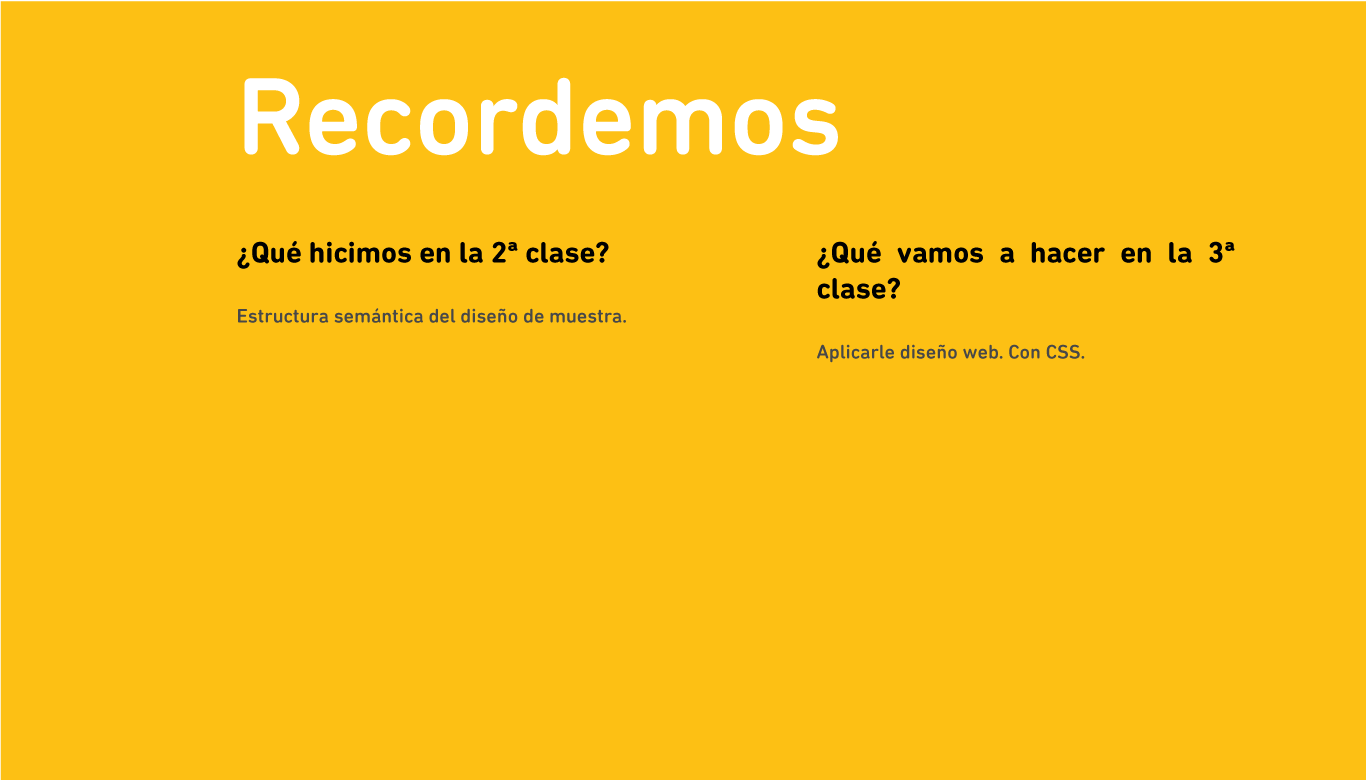 Recordemos
¿Qué hicimos en la 2ª clase?
Estructura semántica del diseño de muestra.
¿Qué vamos a hacer en la 3ª
clase?
Aplicarle diseño web. Con CSS.